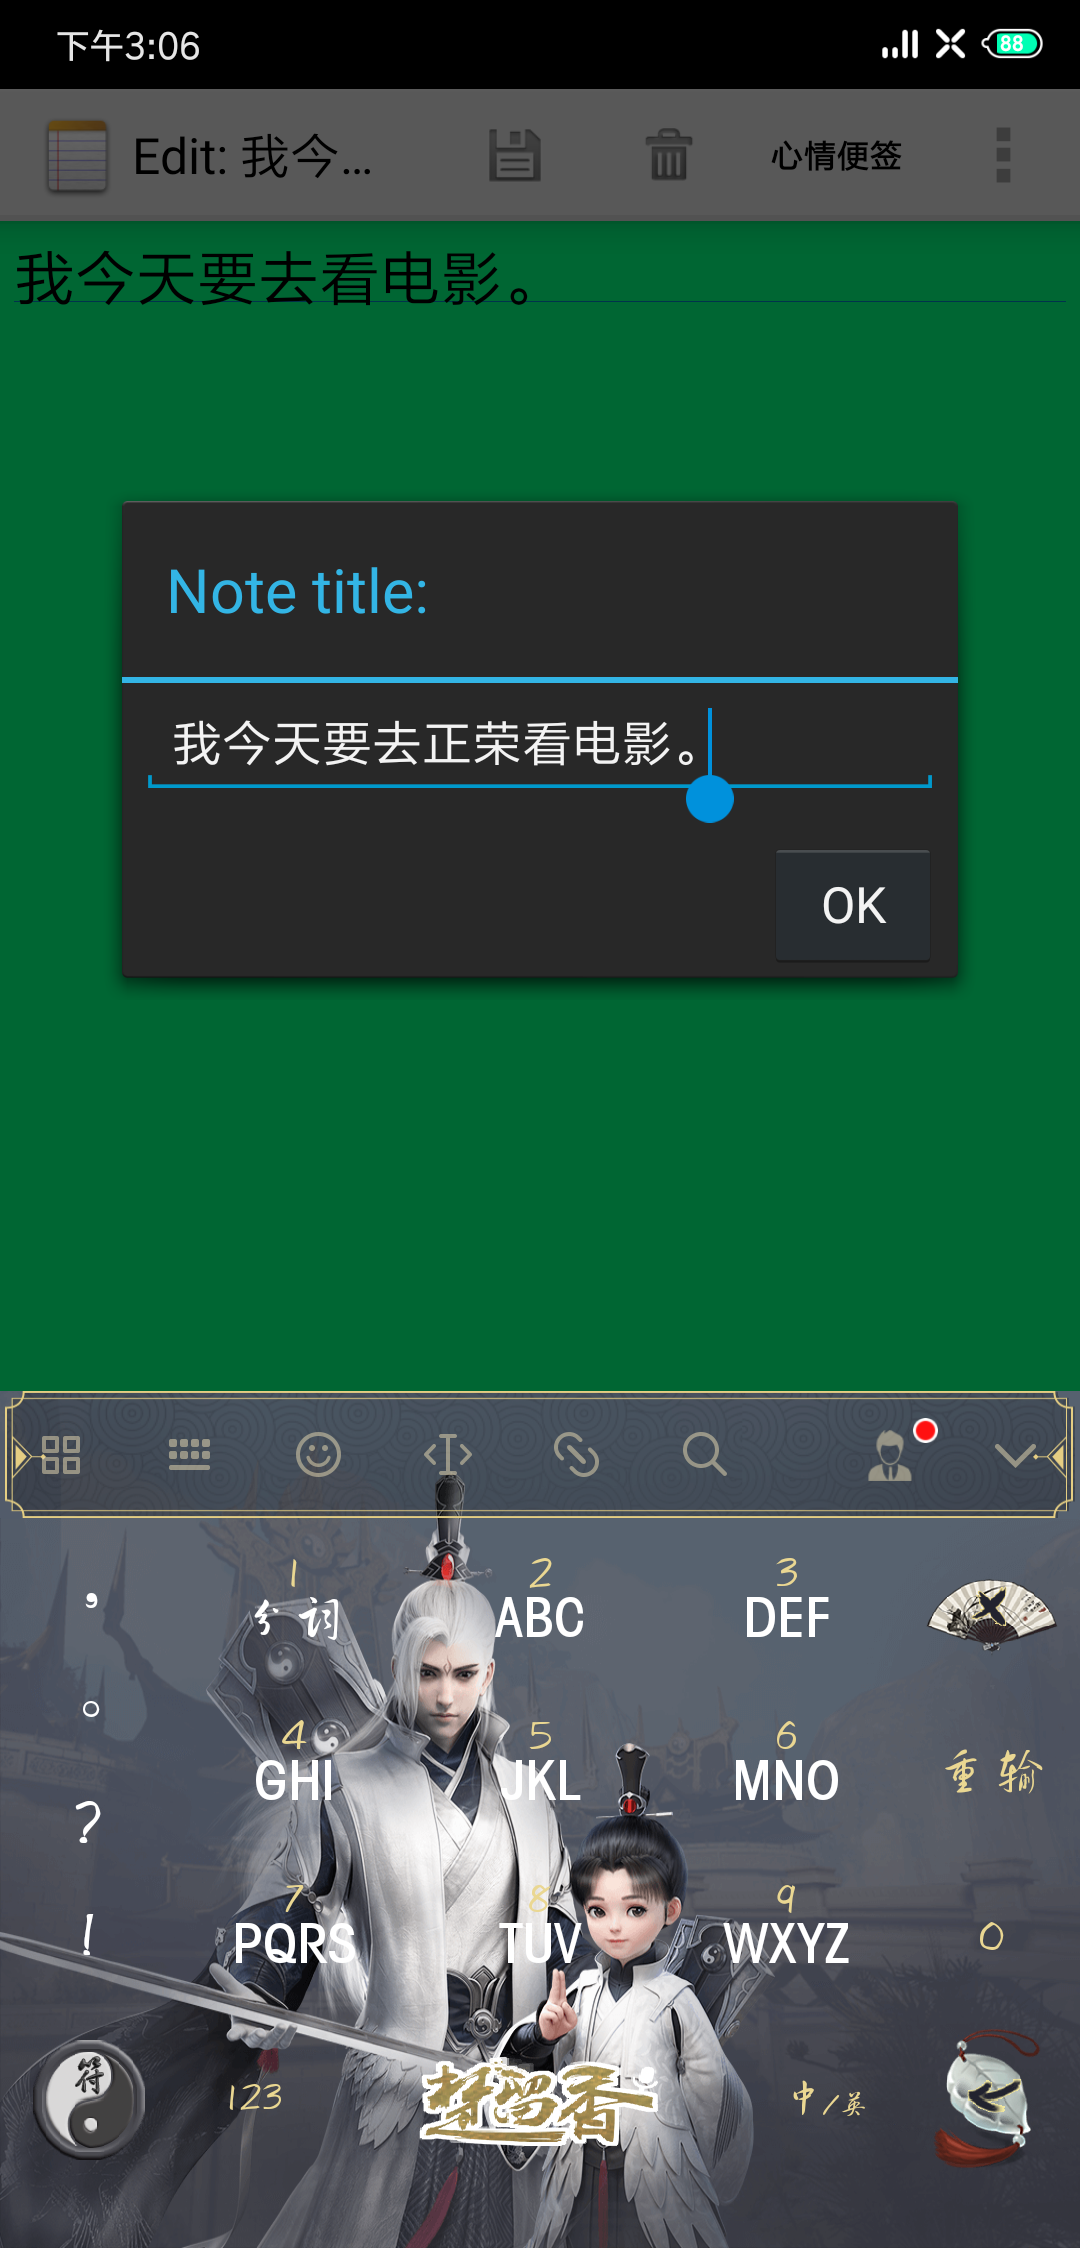 下午3:06
88
Edit: 我今...
心情便签
我今天要去看电影。
Note title:
我今天要去正荣看电影。
OK
，
1
分词
2
ABC
3
DEF
。
4
GHI
5
JKL
6
MNO
重输
？
7
PQRS
8
TUV
9
WXYZ
0
！
符
123
楚留香
中/英